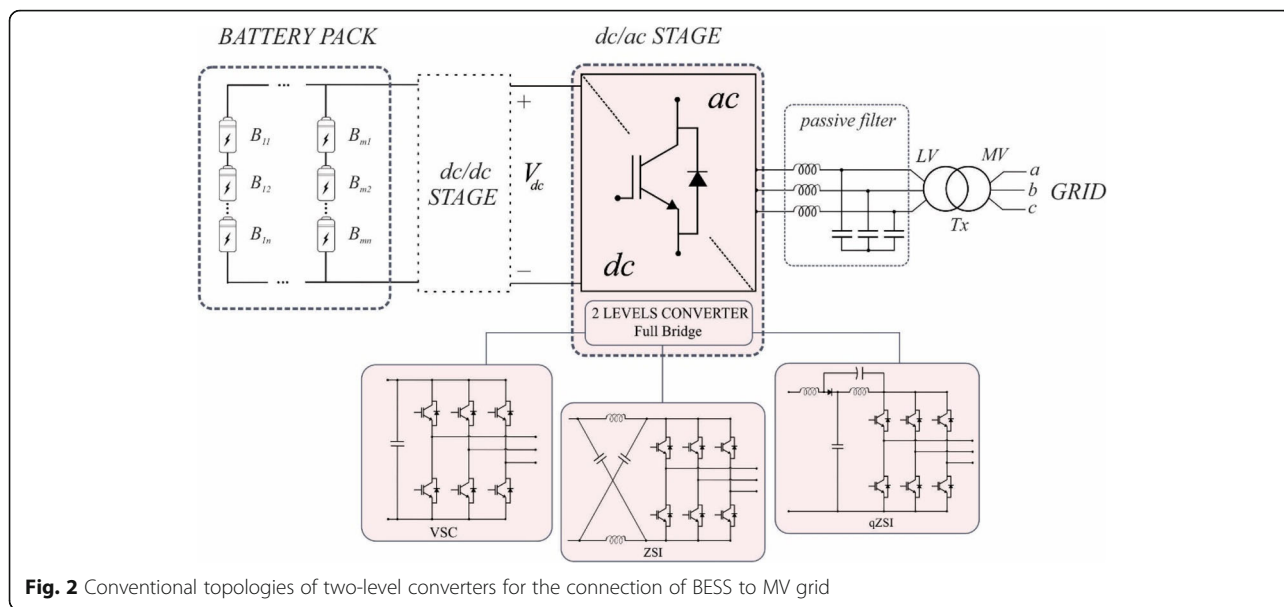 BATTERY PACK
dc/ac STAGE
...
...
B11
Bm1
B12
Bm2
B1n
Bmn
...
...
dc/dc
STAGE
+
Vdc
−
ac
dc
passive filter
LV
MV
a
b
c
GRID
Tx
2 LEVELS CONVERTER
Full Bridge
VSC
ZSI
qZSI
Fig. 2 Conventional topologies of two-level converters for the connection of BESS to MV grid